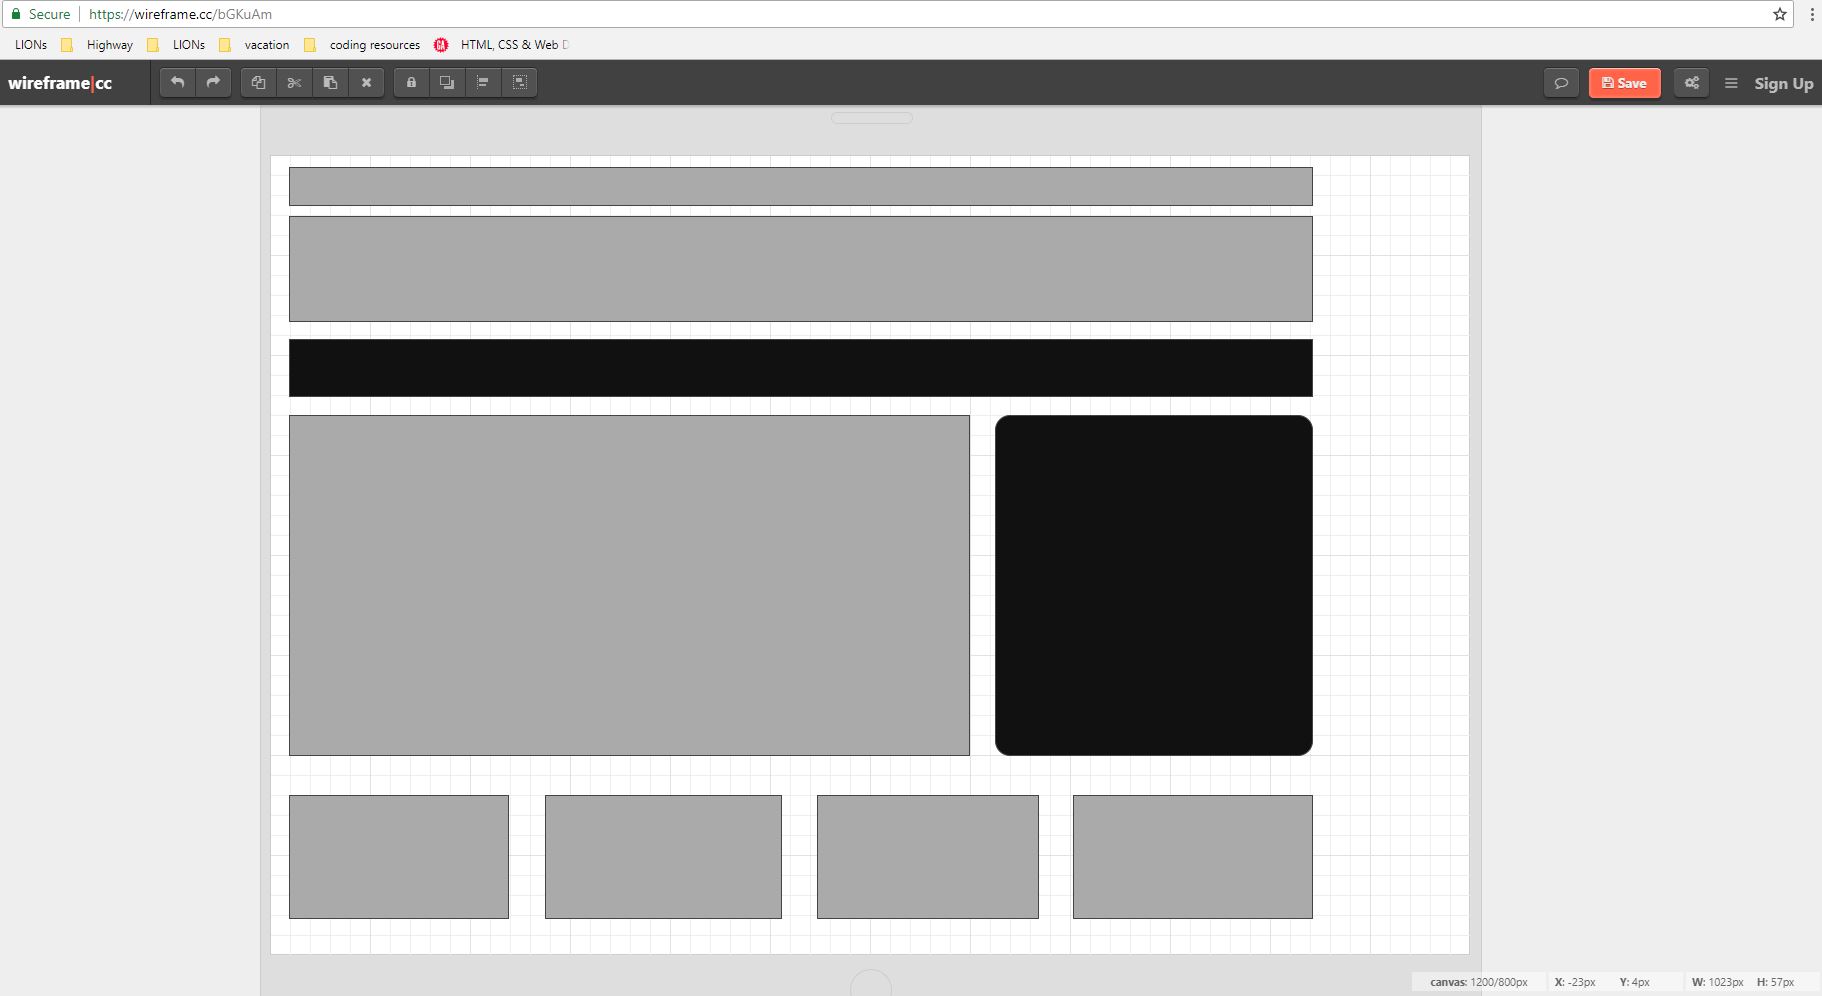 Secure https://wireframe.cc/bGKuAm
LIONs Highway LIONs vacation coding resources GA HTML, CSS & Web D
wireframe|cc Save Sign Up
canvas: 1200/800px X: -23px Y: 4px W: 1023px H: 57px